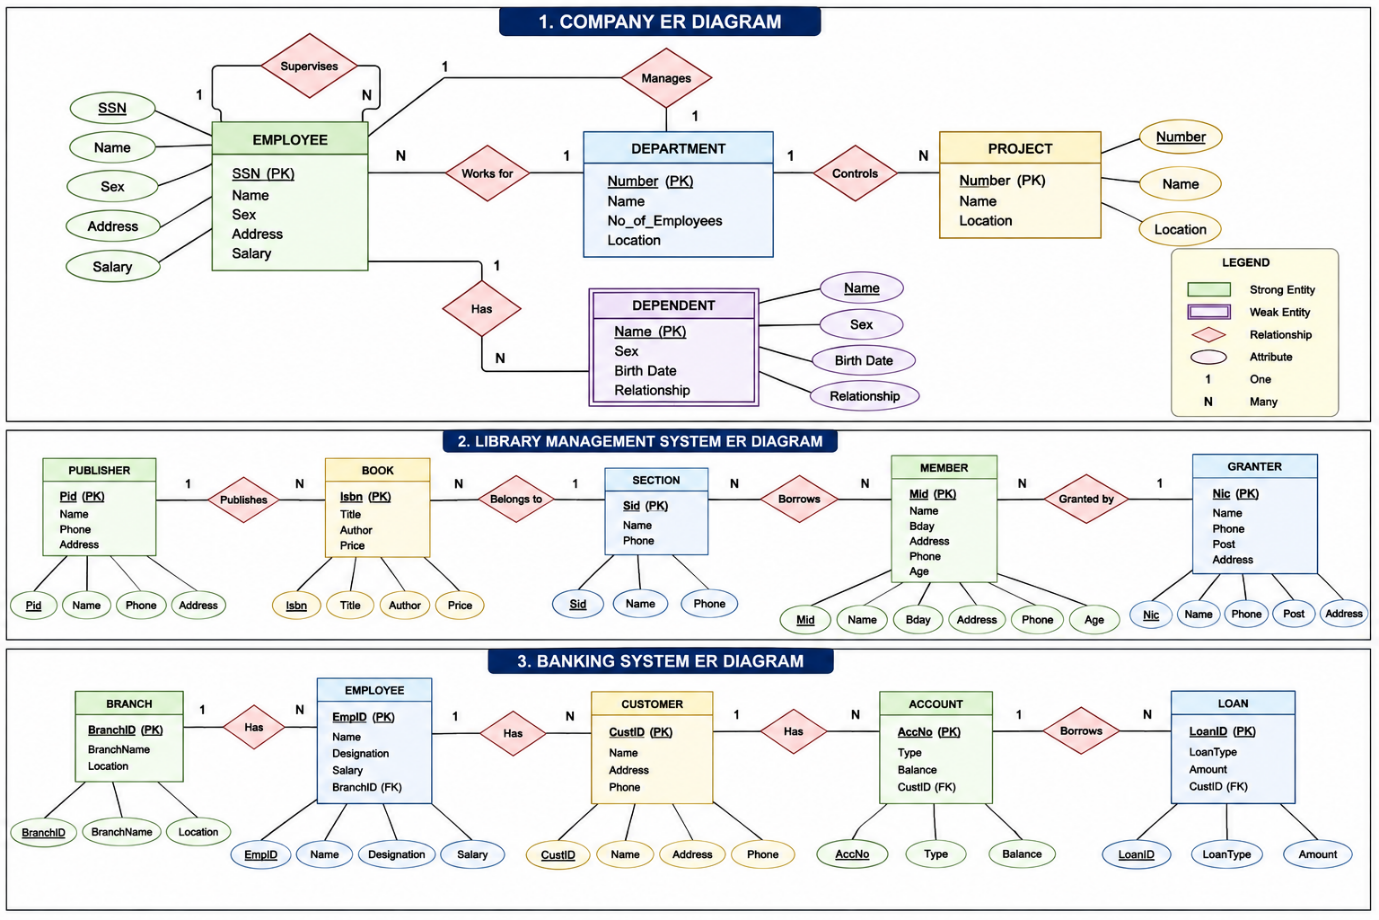 1. COMPANY ER DIAGRAM
Supervises
1
N
1
Manages
1
SSN
Name
Sex
Address
Salary
EMPLOYEE
SSN (PK)
Name
Sex
Address
Salary
N
Works for
1
DEPARTMENT
Number (PK)
Name
No_of_Employees
Location
1
Controls
N
PROJECT
Number (PK)
Name
Location
Number
Name
Location
1
Has
N
DEPENDENT
Name (PK)
Sex
Birth Date
Relationship
Name
Sex
Birth Date
Relationship
LEGEND
Strong Entity
Weak Entity
Relationship
Attribute
1 One
N Many
2. LIBRARY MANAGEMENT SYSTEM ER DIAGRAM
PUBLISHER
Pid (PK)
Name
Phone
Address
1
Publishes
N
BOOK
Isbn (PK)
Title
Author
Price
N
Belongs to
1
SECTION
Sid (PK)
Name
Phone
N
Borrows
N
MEMBER
Mid (PK)
Name
Bday
Address
Phone
Age
N
Granted by
1
GRANTER
Nic (PK)
Name
Phone
Post
Address
Pid
Name
Phone
Address
Isbn
Title
Author
Price
Sid
Name
Phone
Mid
Name
Bday
Address
Phone
Age
Nic
Name
Phone
Post
Address
3. BANKING SYSTEM ER DIAGRAM
BRANCH
BranchID (PK)
BranchName
Location
1
Has
N
EMPLOYEE
EmpID (PK)
Name
Designation
Salary
BranchID (FK)
1
Has
N
CUSTOMER
CustID (PK)
Name
Address
Phone
1
Has
N
ACCOUNT
AccNo (PK)
Type
Balance
CustID (FK)
1
Borrows
N
LOAN
LoanID (PK)
LoanType
Amount
CustID (FK)
BranchID
BranchName
Location
EmpID
Name
Designation
Salary
CustID
Name
Address
Phone
AccNo
Type
Balance
LoanID
LoanType
Amount